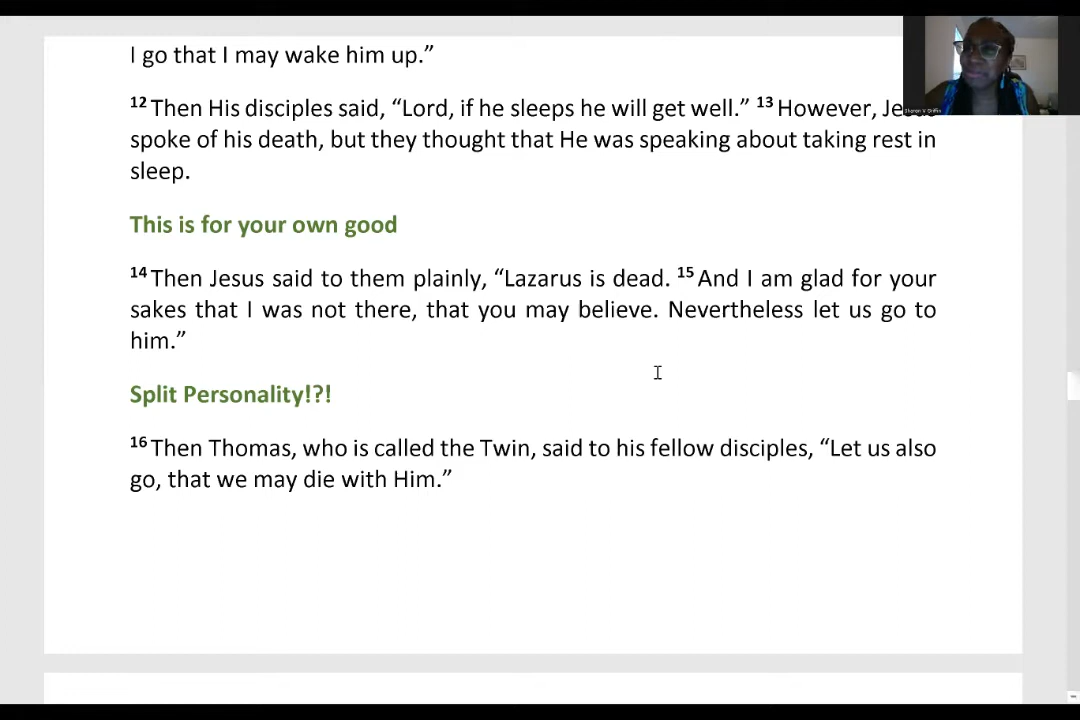 I go that I may wake him up.”
12 Then His disciples said, “Lord, if he sleeps he will get well.” 13 However, Jesus
spoke of his death, but they thought that He was speaking about taking rest in
sleep.
This is for your own good
14 Then Jesus said to them plainly, “Lazarus is dead. 15 And I am glad for your
sakes that I was not there, that you may believe. Nevertheless let us go to
him.”
Split Personality!?!
16 Then Thomas, who is called the Twin, said to his fellow disciples, “Let us also
go, that we may die with Him.”
Sharon V Griffin